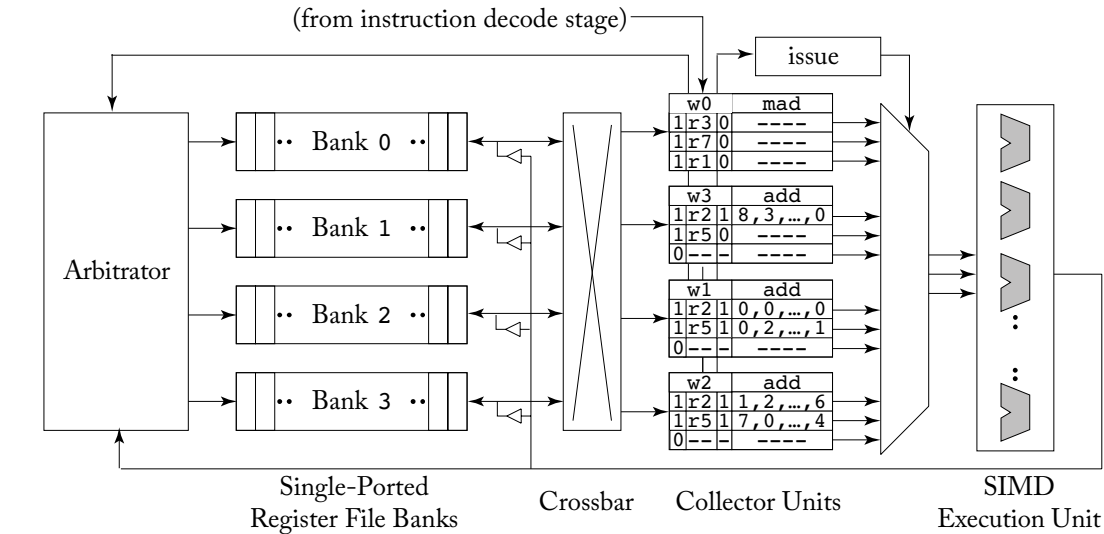 (from instruction decode stage)
issue
Arbitrator
Bank 0
Bank 1
Bank 2
Bank 3
w0 mad
1 r3 0 ----
1 r7 0 ----
1 r1 0 ----
w3 add
1 r2 1 8,3,…,0
1 r5 0 ----
0 -- - ----
w1 add
1 r2 1 0,0,…,0
1 r5 1 0,2,…,1
0 -- - ----
w2 add
1 r2 1 1,2,…,6
1 r5 1 7,0,…,4
0 -- - ----
Single-Ported
Register File Banks
Crossbar
Collector Units
SIMD
Execution Unit